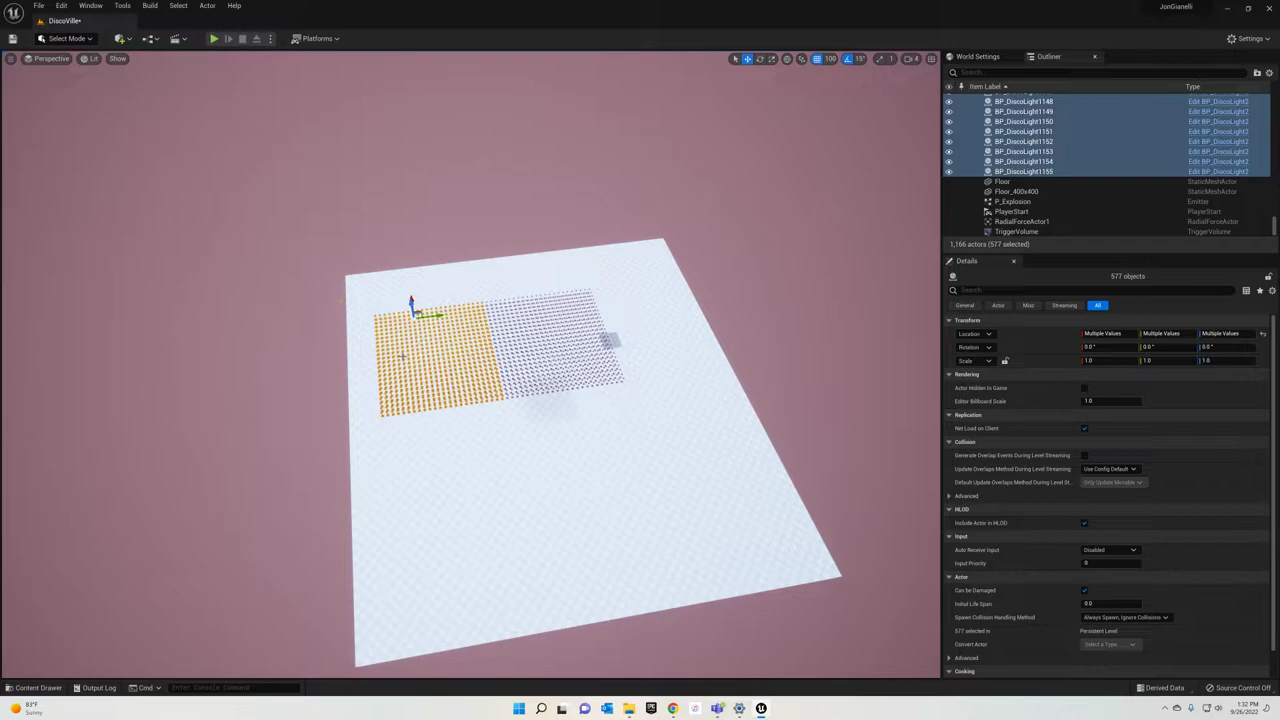 File Edit Window Tools Build Select Actor Help
JonGianelli
DiscoVille*
Select Mode
Platforms
Settings
Perspective Lit Show
100 15° 1 4
World Settings Outliner
Search...
Item Label Type
BP_DiscoLight1148 Edit BP_DiscoLight2
BP_DiscoLight1149 Edit BP_DiscoLight2
BP_DiscoLight1150 Edit BP_DiscoLight2
BP_DiscoLight1151 Edit BP_DiscoLight2
BP_DiscoLight1152 Edit BP_DiscoLight2
BP_DiscoLight1153 Edit BP_DiscoLight2
BP_DiscoLight1154 Edit BP_DiscoLight2
BP_DiscoLight1155 Edit BP_DiscoLight2
Floor StaticMeshActor
Floor_400x400 StaticMeshActor
P_Explosion Emitter
PlayerStart PlayerStart
RadialForceActor1 RadialForceActor
TriggerVolume TriggerVolume
1,166 actors (577 selected)
Details
577 objects
Search...
General Actor Misc Streaming All
Transform
Location Multiple Values Multiple Values Multiple Values
Rotation 0.0° 0.0° 0.0°
Scale 1.0 1.0 1.0
Rendering
Actor Hidden In Game
Editor Billboard Scale 1.0
Replication
Net Load on Client
Collision
Generate Overlap Events During Level Streaming
Update Overlaps Method During Level Streaming Use Config Default
Default Update Overlaps Method During Level St... Only Update Movable
Advanced
HLOD
Include Actor in HLOD
Input
Auto Receive Input Disabled
Input Priority 0
Actor
Can be Damaged
Initial Life Span 0.0
Spawn Collision Handling Method Always Spawn, Ignore Collisions
577 selected in Persistent Level
Convert Actor Select a Type
Advanced
Cooking
Content Drawer Output Log Cmd Enter Console Command Derived Data Source Control Off
83°F
Sunny
1:32 PM
9/26/2022